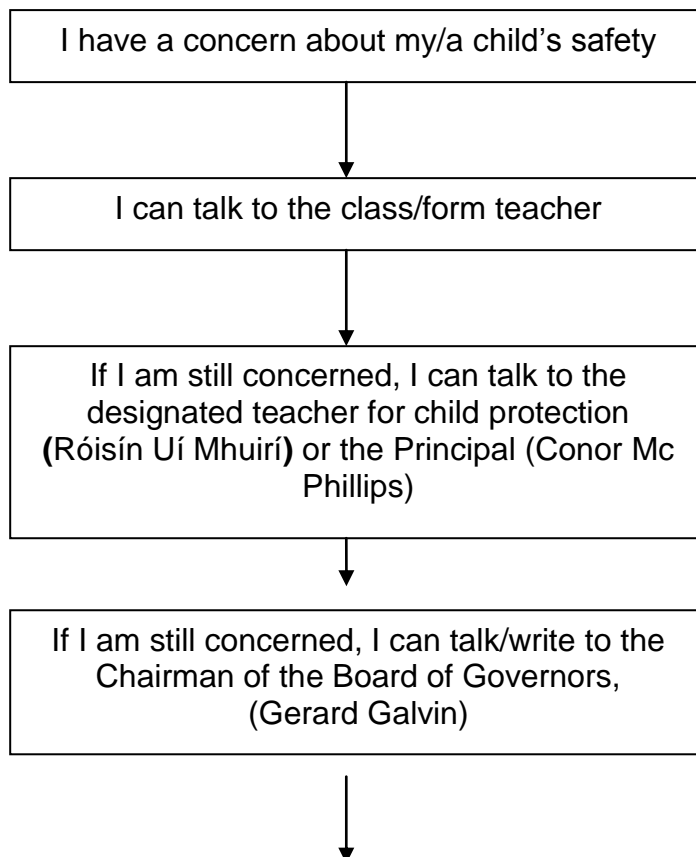 I have a concern about my/a child’s safety
I can talk to the class/form teacher
If I am still concerned, I can talk to the
designated teacher for child protection
(Róisín Uí Mhuirí) or the Principal (Conor Mc
Phillips)
If I am still concerned, I can talk/write to the
Chairman of the Board of Governors,
(Gerard Galvin)